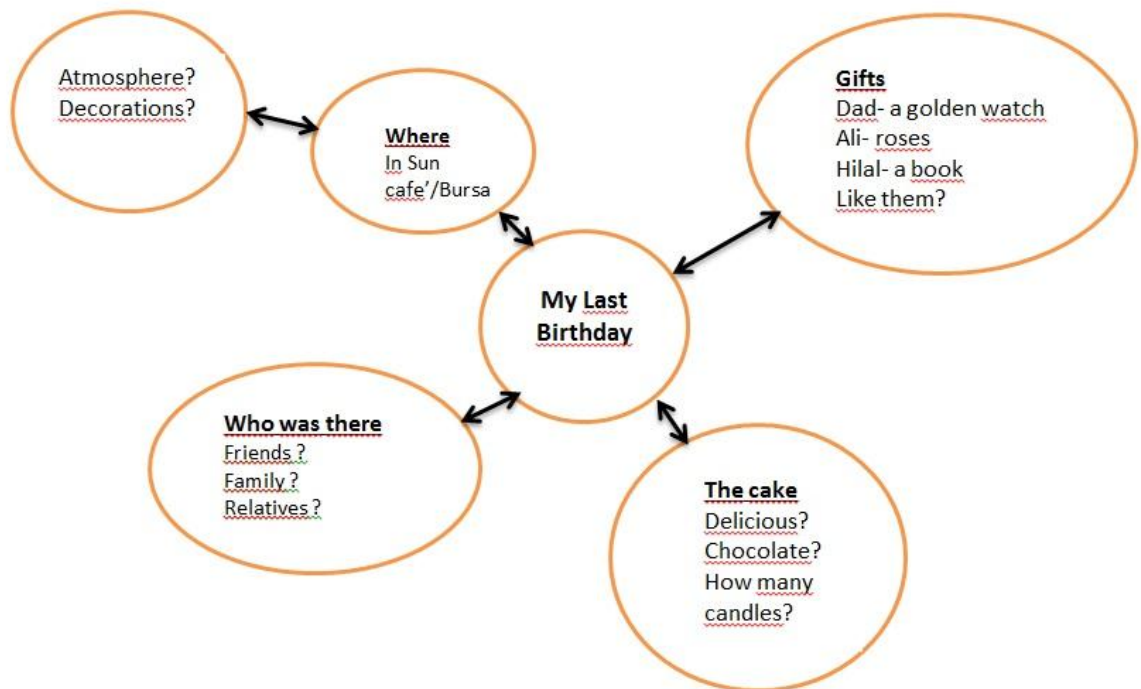 Atmosphere?
Decorations?
Where
In Sun
cafe'/Bursa
Gifts
Dad- a golden watch
Ali- roses
Hilal- a book
Like them?
My Last
Birthday
Who was there
Friends ?
Family ?
Relatives ?
The cake
Delicious?
Chocolate?
How many
candles?